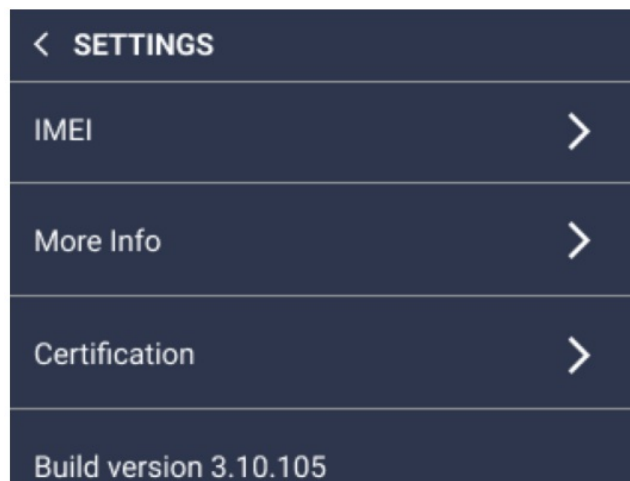 SETTINGS
IMEI
More Info
Certification
Build version 3.10.105